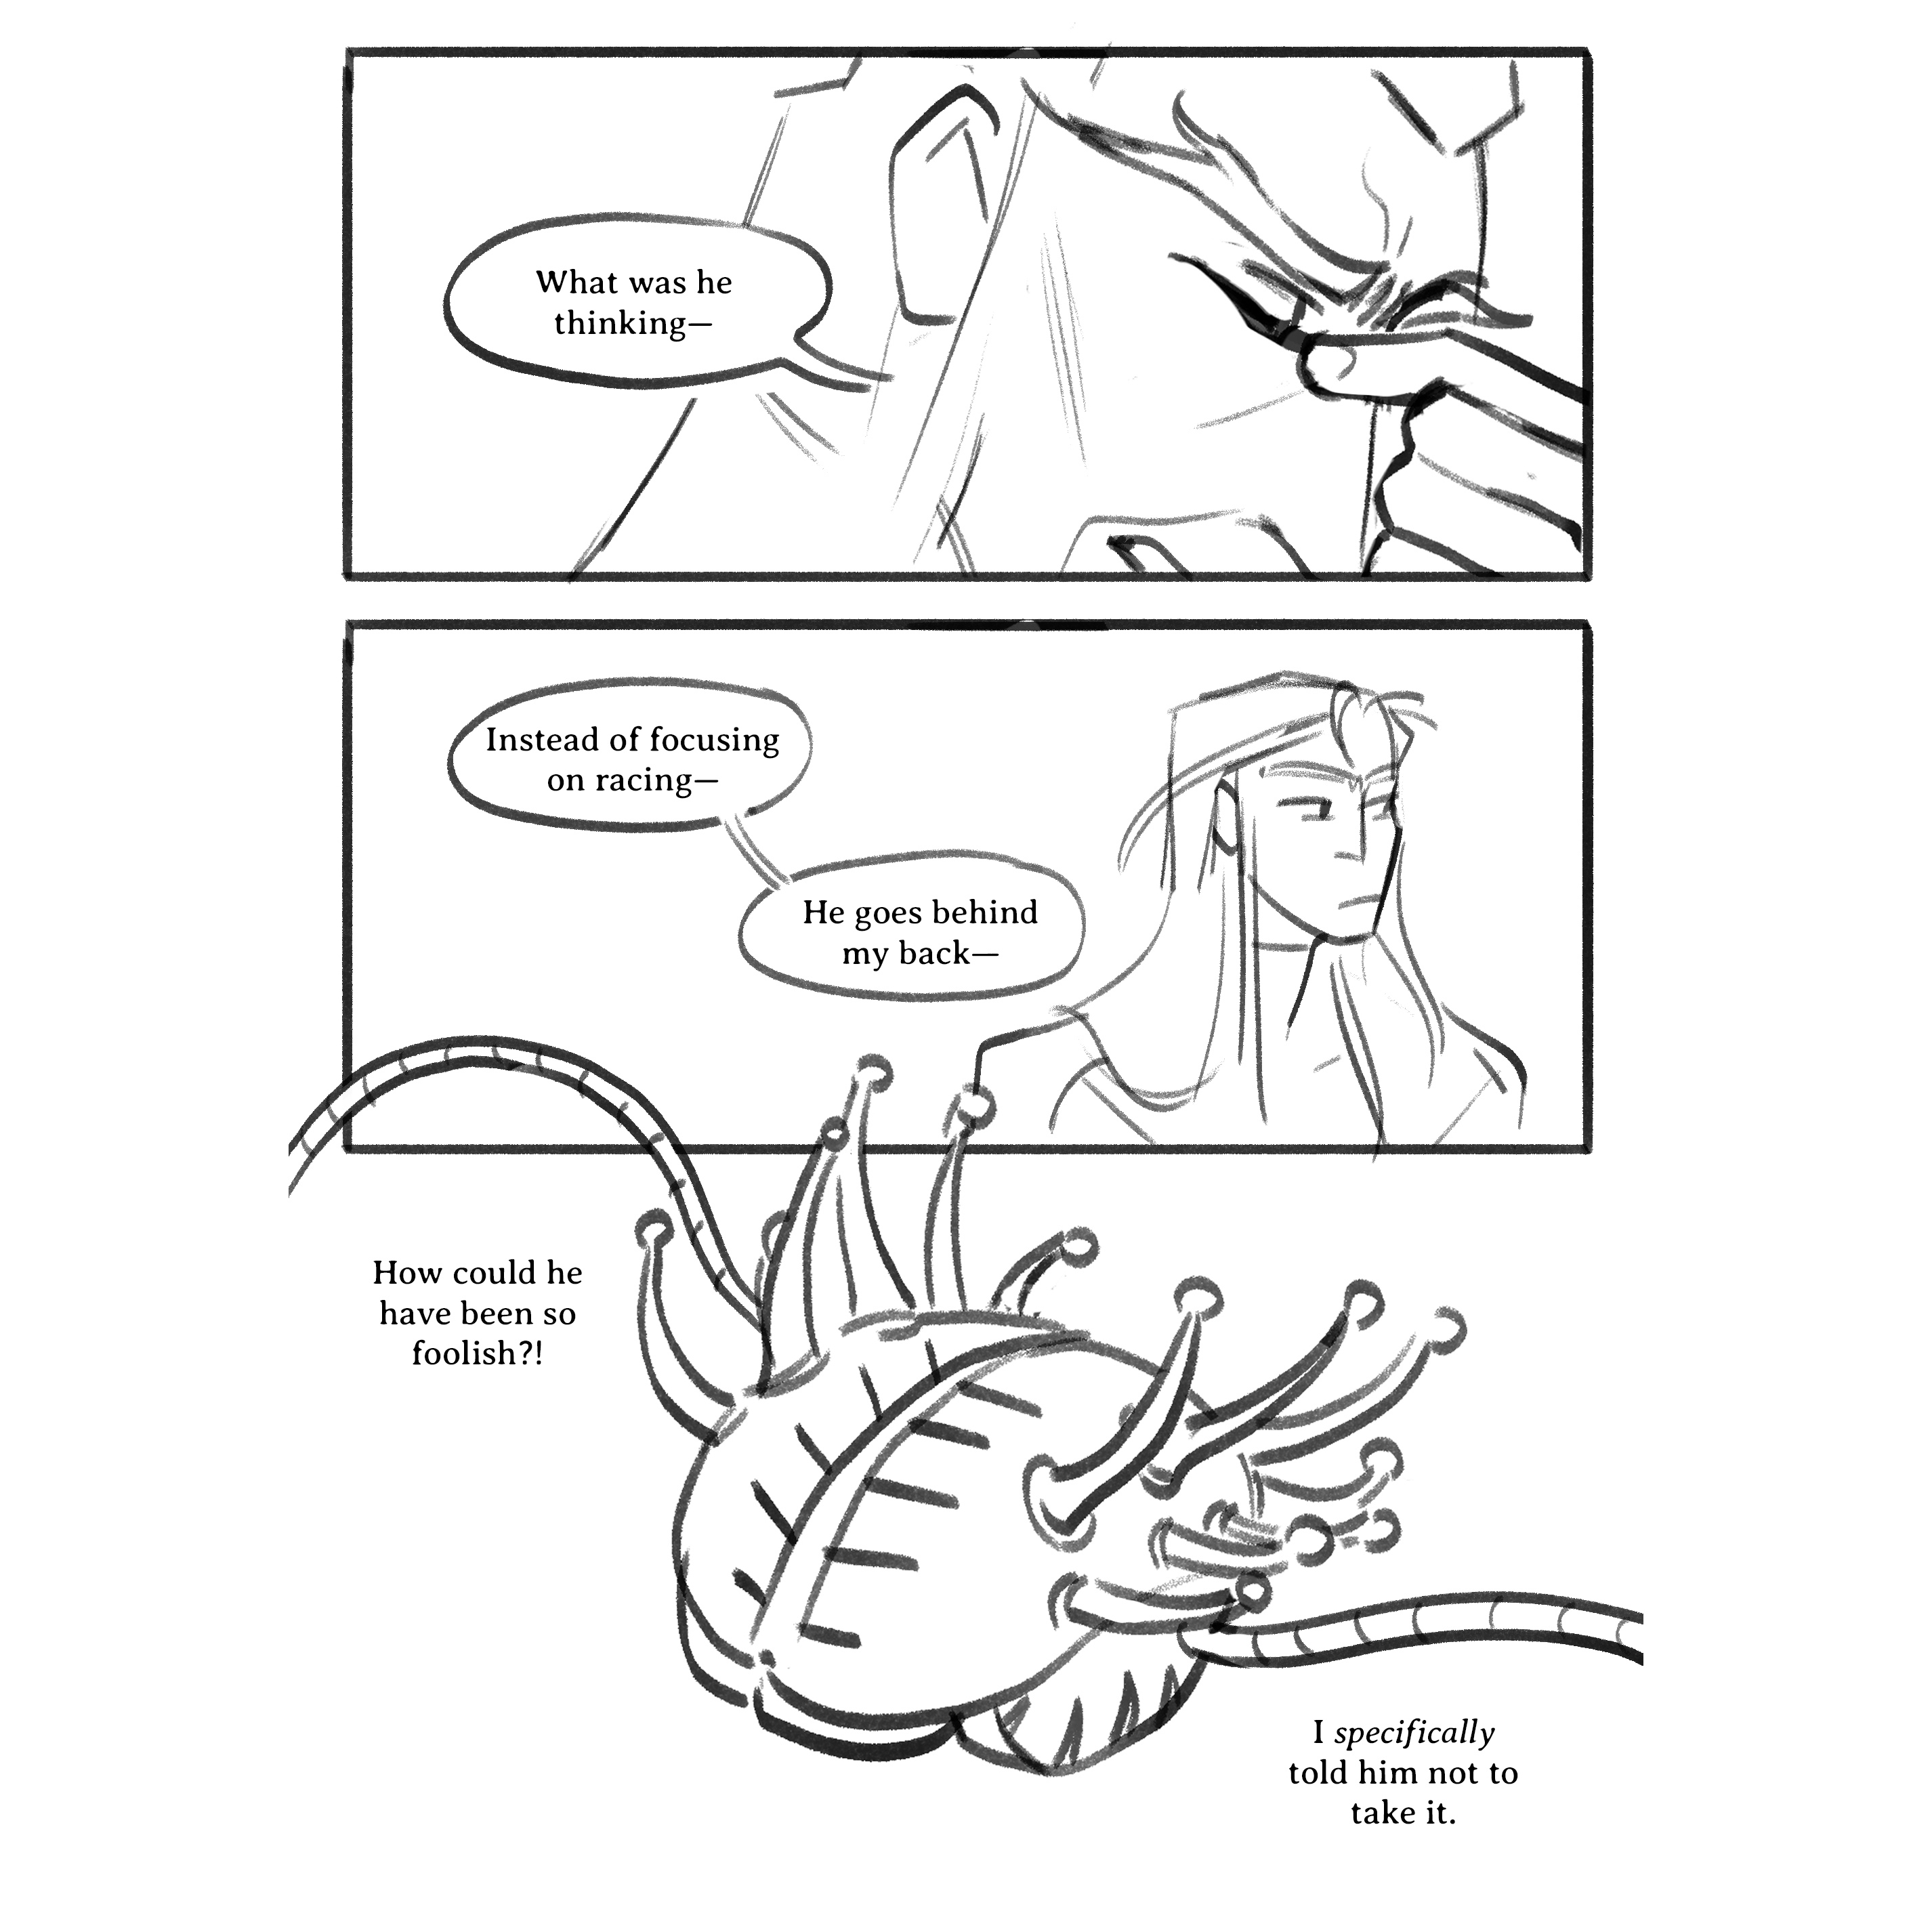 What was he
thinking—
Instead of focusing
on racing—
He goes behind
my back—
How could he
have been so
foolish?!
I specifically
told him not to
take it.